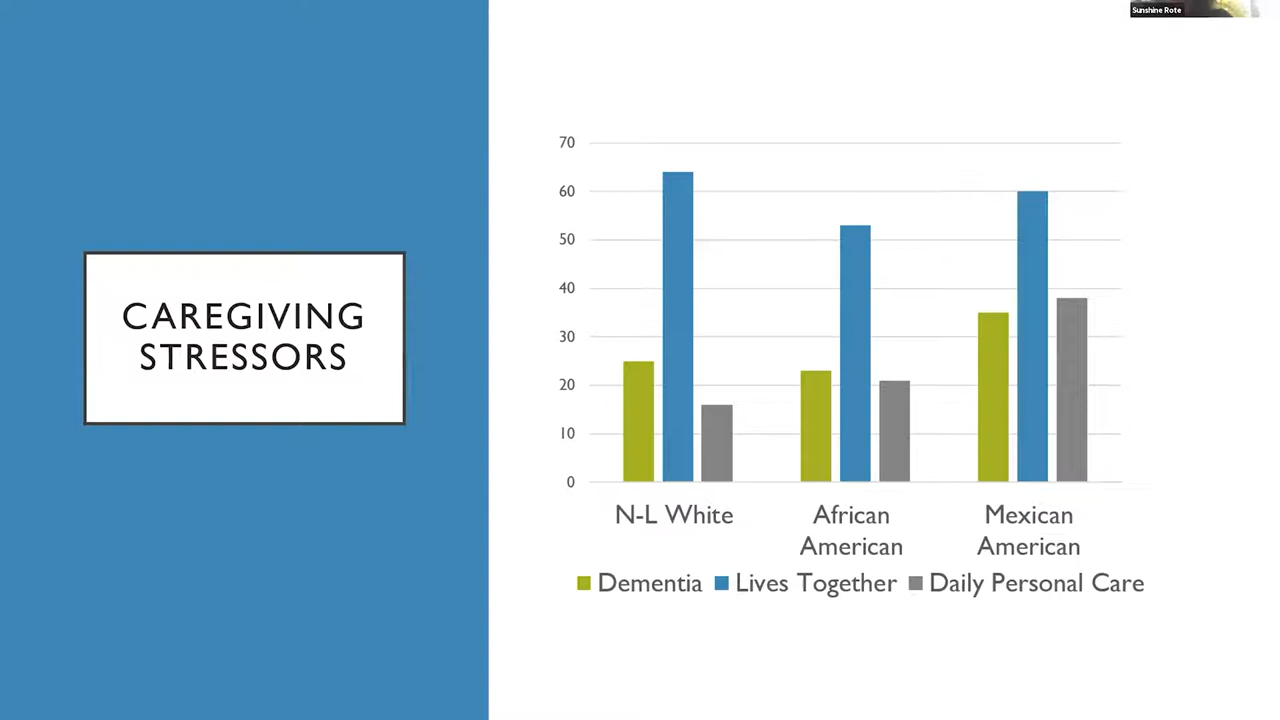 Sunshine Rote
CAREGIVING
STRESSORS
70
60
50
40
30
20
10
0
N-L White
African
American
Mexican
American
Dementia Lives Together Daily Personal Care